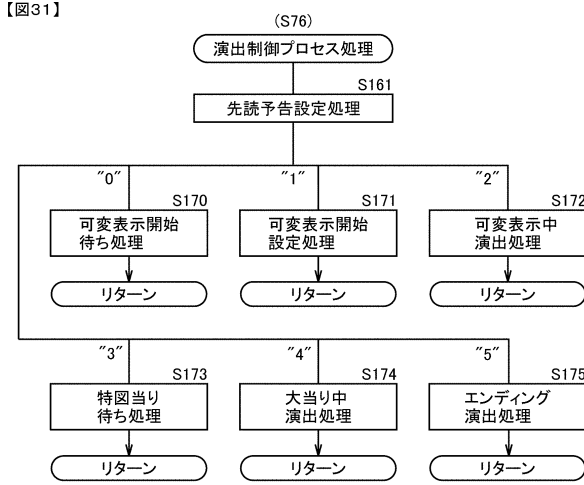 【図31】
(S76)
演出制御プロセス処理
S161
先読予告設定処理
"0"
"1"
"2"
S170
S171
S172
可変表示開始
待ち処理
可変表示開始
設定処理
可変表示中
演出処理
リターン
リターン
リターン
"3"
"4"
"5"
S173
S174
S175
特図当り
待ち処理
大当り中
演出処理
エンディング
演出処理
リターン
リターン
リターン